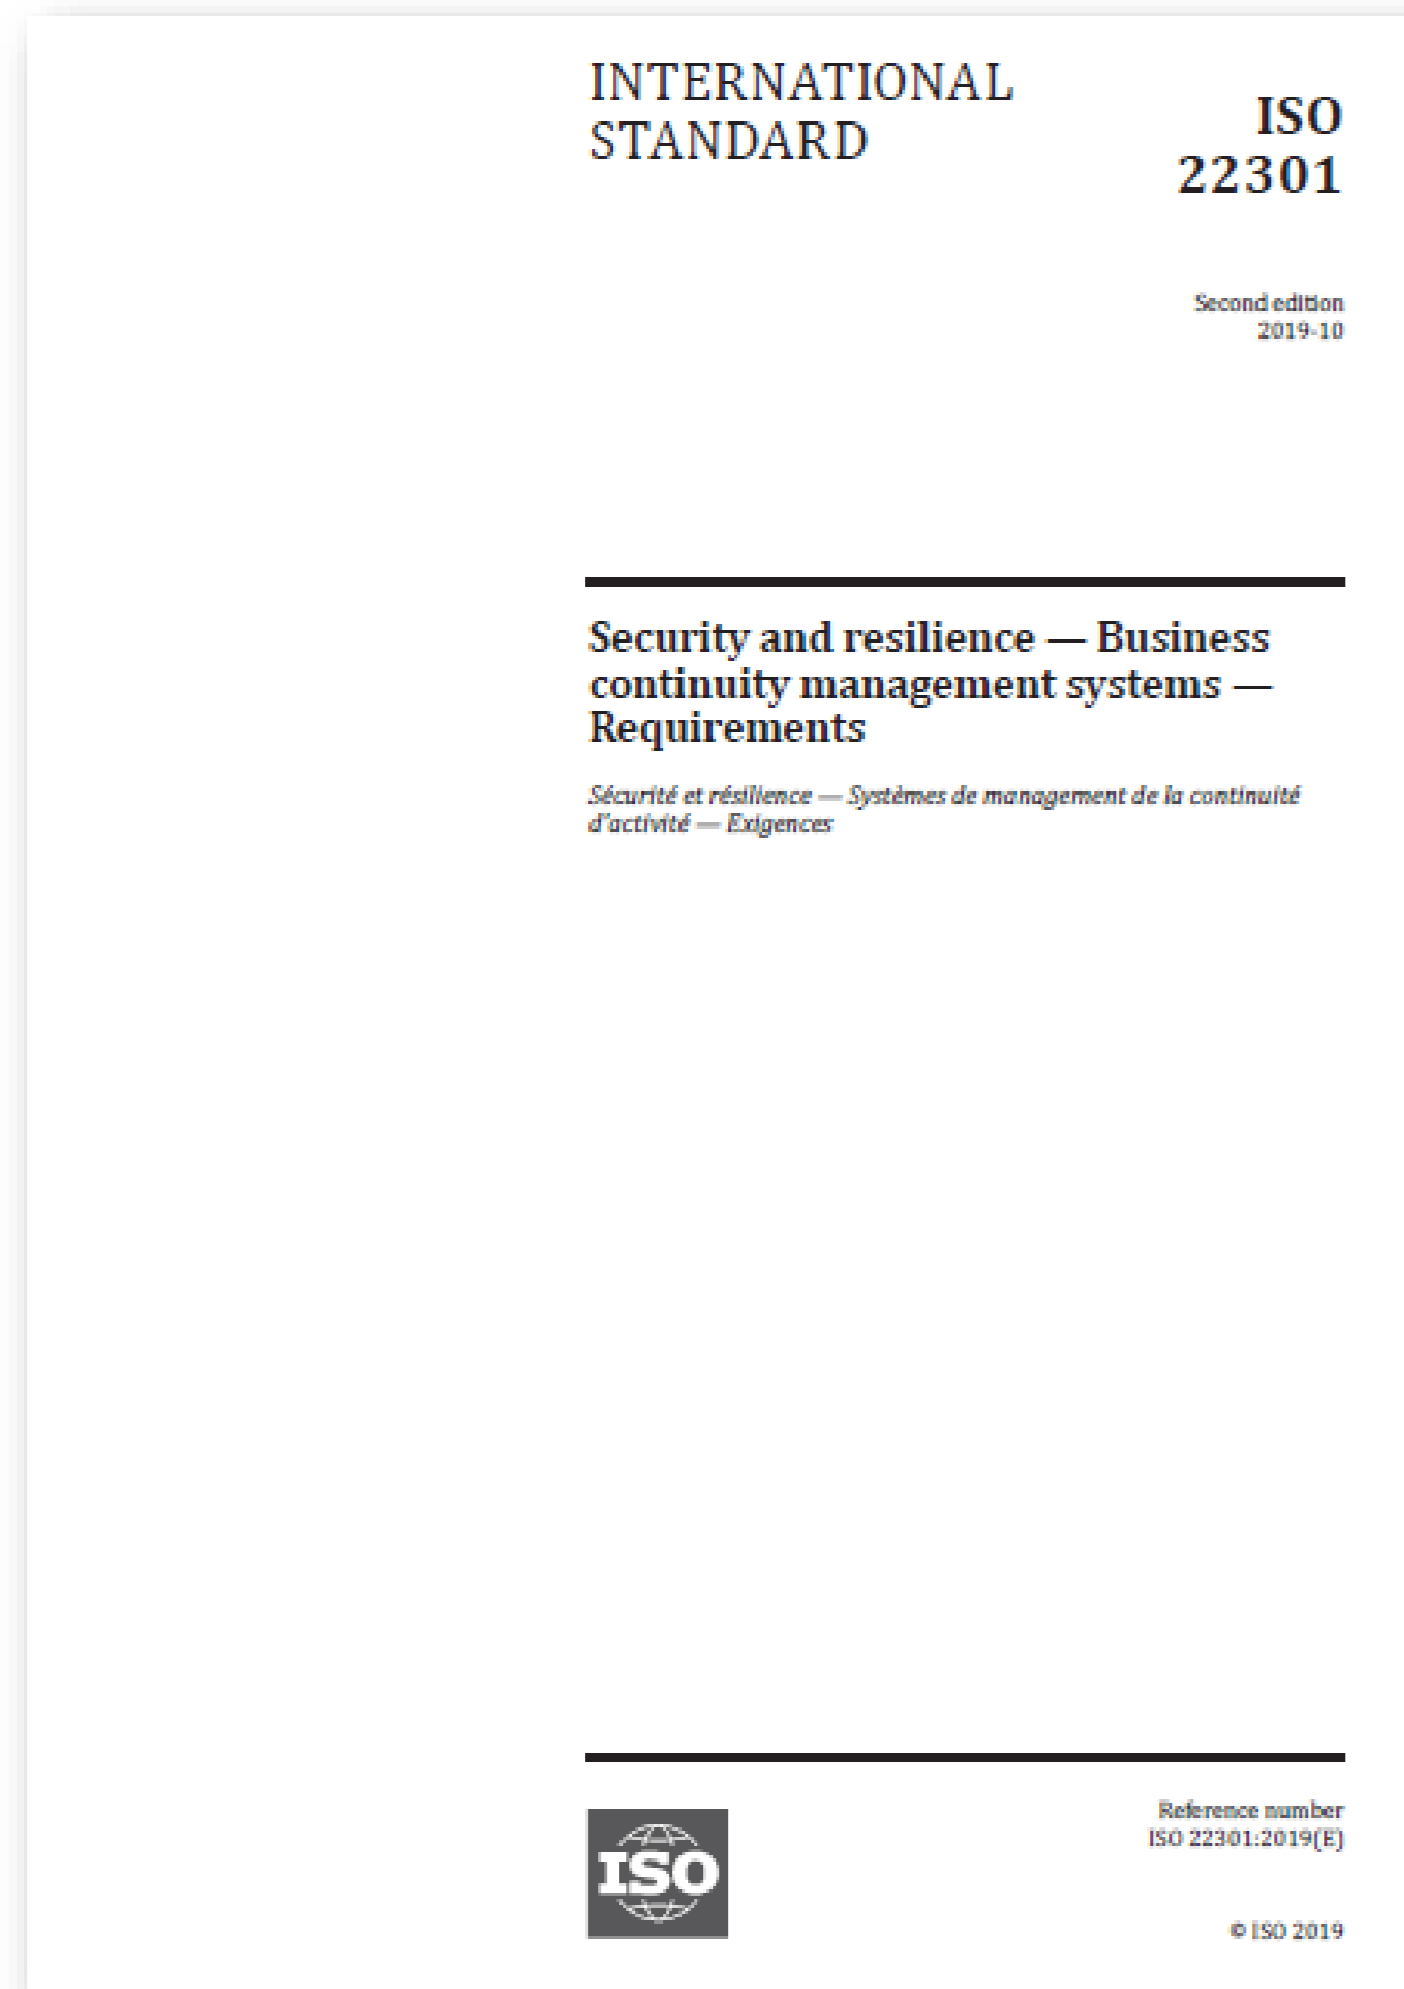 INTERNATIONAL
STANDARD
ISO
22301
Second edition
2019-10
Security and resilience — Business
continuity management systems —
Requirements
Sécurité et résilience — Systèmes de management de la continuité
d'activité — Exigences
ISO
Reference number
ISO 22301:2019(E)
© ISO 2019